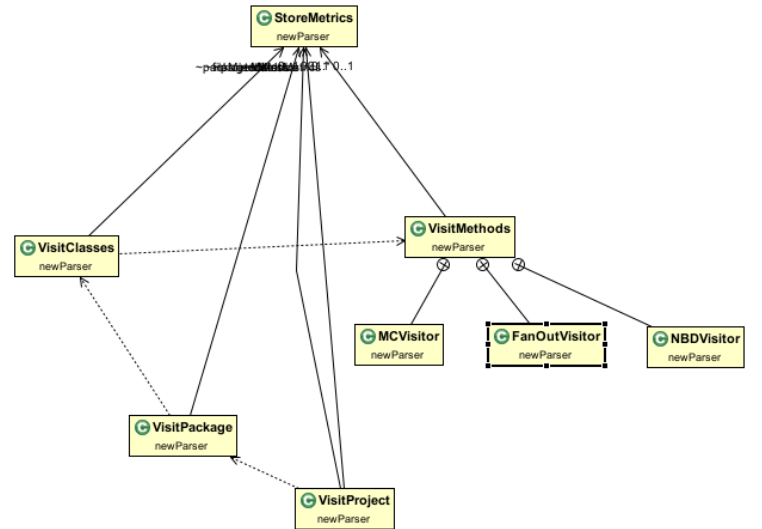 C StoreMetrics
newParser
0..1
C VisitMethods
newParser
C VisitClasses
newParser
C MCVisitor
newParser
C FanOutVisitor
newParser
C NBDVisitor
newParser
C VisitPackage
newParser
C VisitProject
newParser